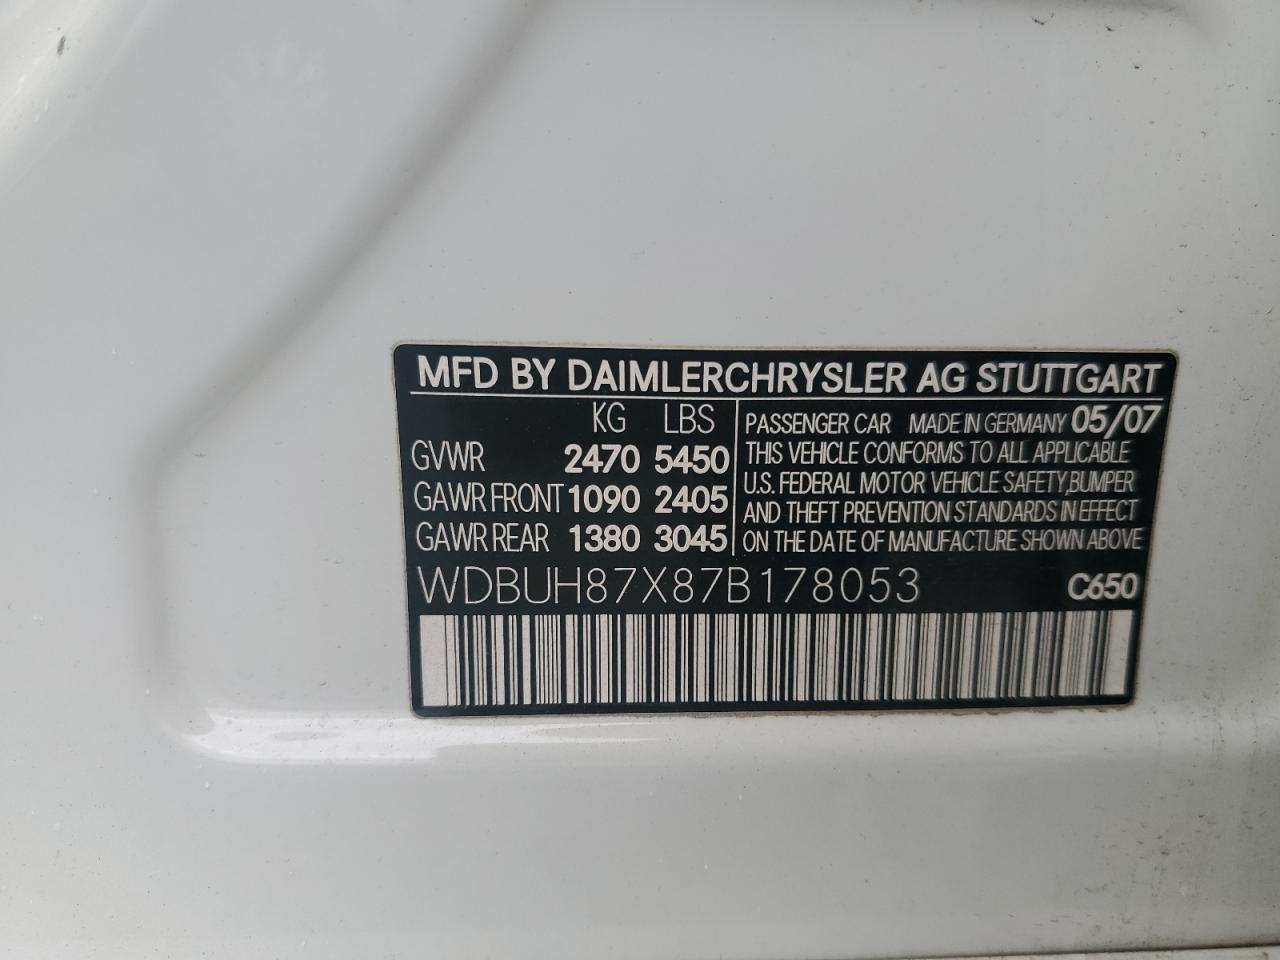 MFD BY DAIMLERCHRYSLER AG STUTTGART
KG LBS
GVWR 2470 5450
GAWR FRONT 1090 2405
GAWR REAR 1380 3045
PASSENGER CAR MADE IN GERMANY 05/07
THIS VEHICLE CONFORMS TO ALL APPLICABLE
U.S. FEDERAL MOTOR VEHICLE SAFETY,BUMPER
AND THEFT PREVENTION STANDARDS IN EFFECT
ON THE DATE OF MANUFACTURE SHOWN ABOVE
WDBUH87X87B178053 C650